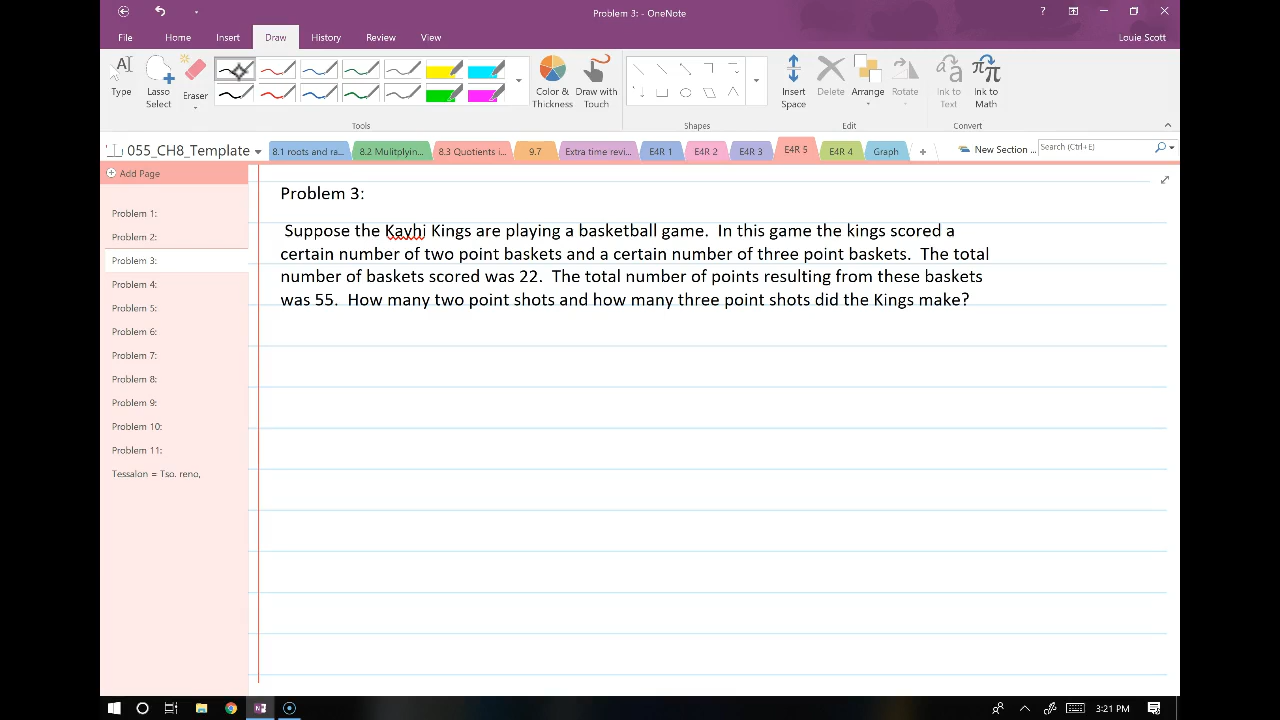 Problem 3: - OneNote
?
File
Home
Insert
Draw
History
Review
View
Louie Scott
Type
Lasso Select
Eraser
Color & Thickness
Draw with Touch
Insert Space
Delete
Arrange
Rotate
Ink to Text
Ink to Math
Tools
Shapes
Edit
Convert
055_CH8_Template
8.1 roots and ra...
8.2 Mulitplyin...
8.3 Quotients i...
9.7
Extra time revi...
E4R 1
E4R 2
E4R 3
E4R 5
E4R 4
Graph
+
New Section ...
Search (Ctrl+E)
Add Page
Problem 1:
Problem 2:
Problem 3:
Problem 4:
Problem 5:
Problem 6:
Problem 7:
Problem 8:
Problem 9:
Problem 10:
Problem 11:
Tessalon = Tso. reno,
Problem 3:
Suppose the Kayhi Kings are playing a basketball game. In this game the kings scored a
certain number of two point baskets and a certain number of three point baskets. The total
number of baskets scored was 22. The total number of points resulting from these baskets
was 55. How many two point shots and how many three point shots did the Kings make?
3:21 PM